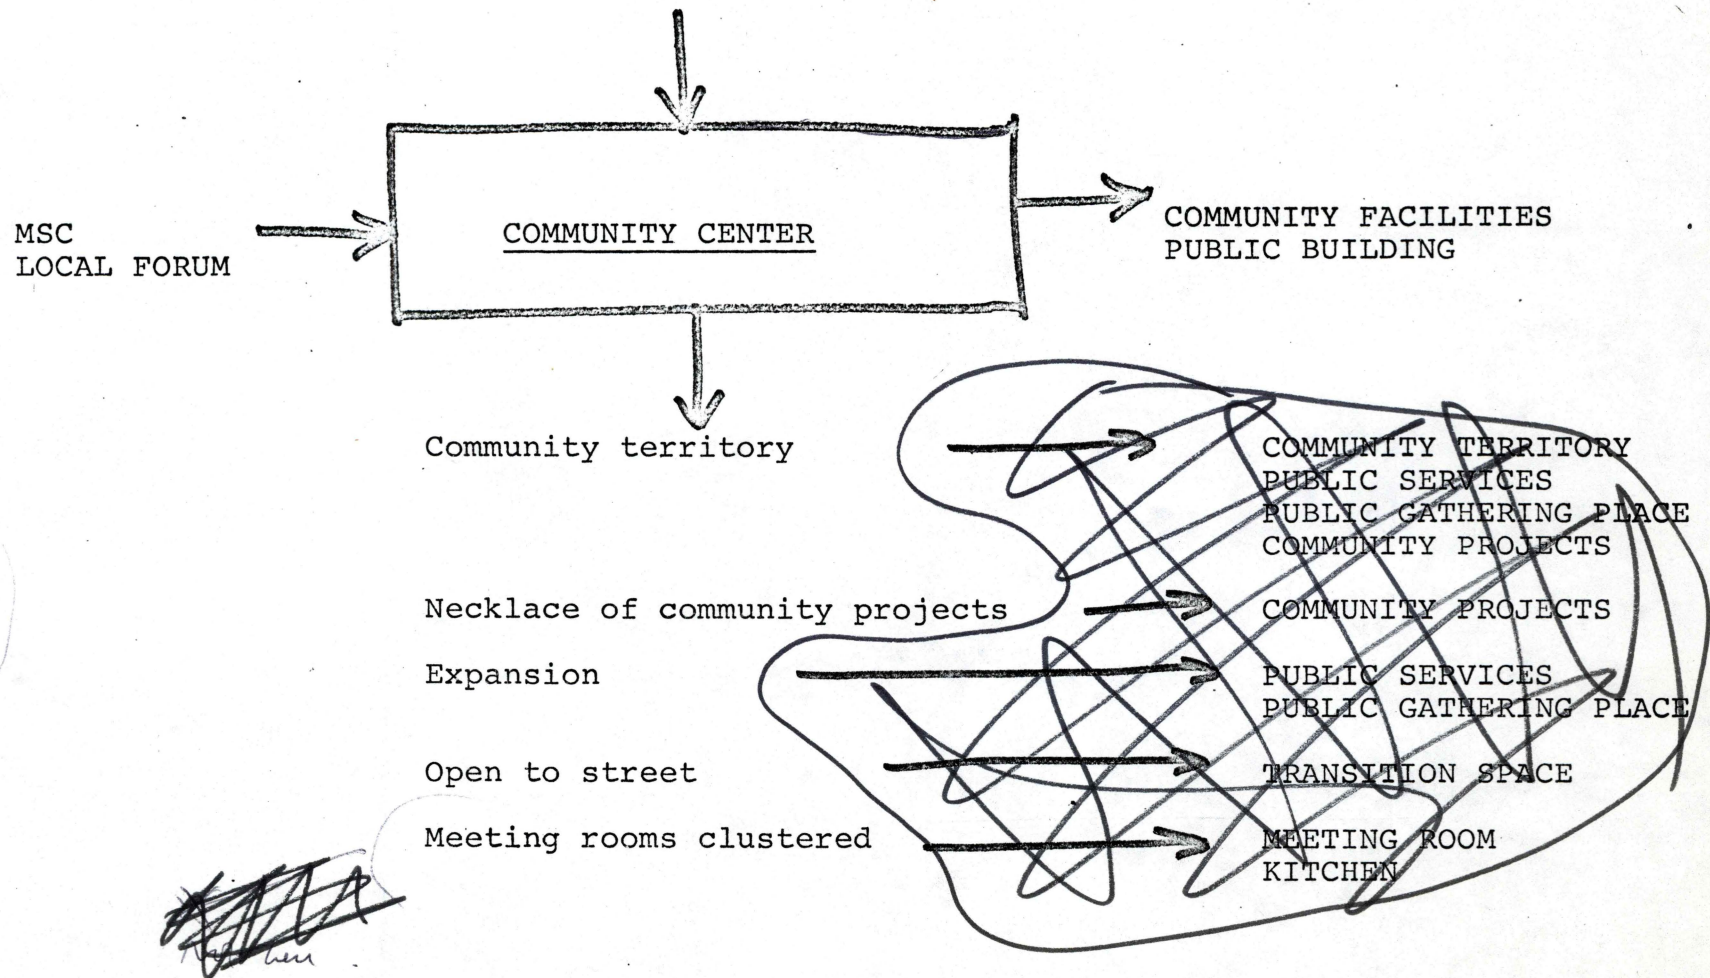 MSC
LOCAL FORUM
COMMUNITY CENTER
COMMUNITY FACILITIES
PUBLIC BUILDING
Community territory
COMMUNITY TERRITORY
PUBLIC SERVICES
PUBLIC GATHERING PLACE
COMMUNITY PROJECTS
Necklace of community projects
COMMUNITY PROJECTS
Expansion
PUBLIC SERVICES
PUBLIC GATHERING PLACE
Open to street
TRANSITION SPACE
Meeting rooms clustered
MEETING ROOM
KITCHEN